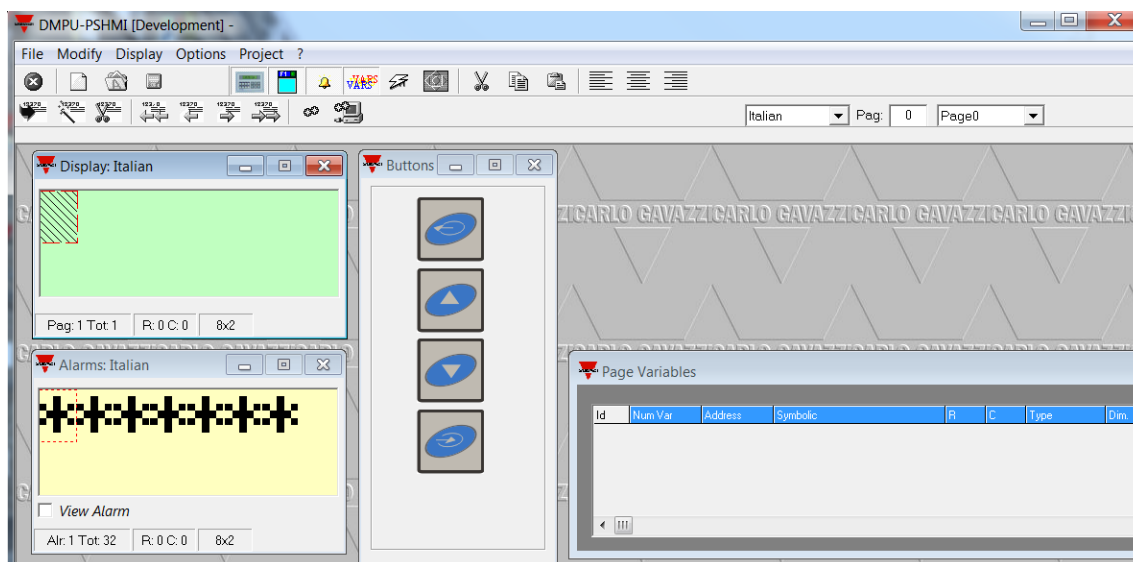 DMPU-PSHMI [Development] -
File Modify Display Options Project ?
VARS
VARS
Italian Pag: 0 Page0
Display: Italian
Buttons
Pag: 1 Tot: 1 R: 0 C: 0 8x2
CARLO GAVAZZI CARLO GAVAZZI CARLO GAVAZZI CARLO GAVAZZI
Alarms: Italian
Page Variables
Id Num Var Address Symbolic R C Type Dim.
View Alarm
Alr: 1 Tot: 32 R: 0 C: 0 8x2